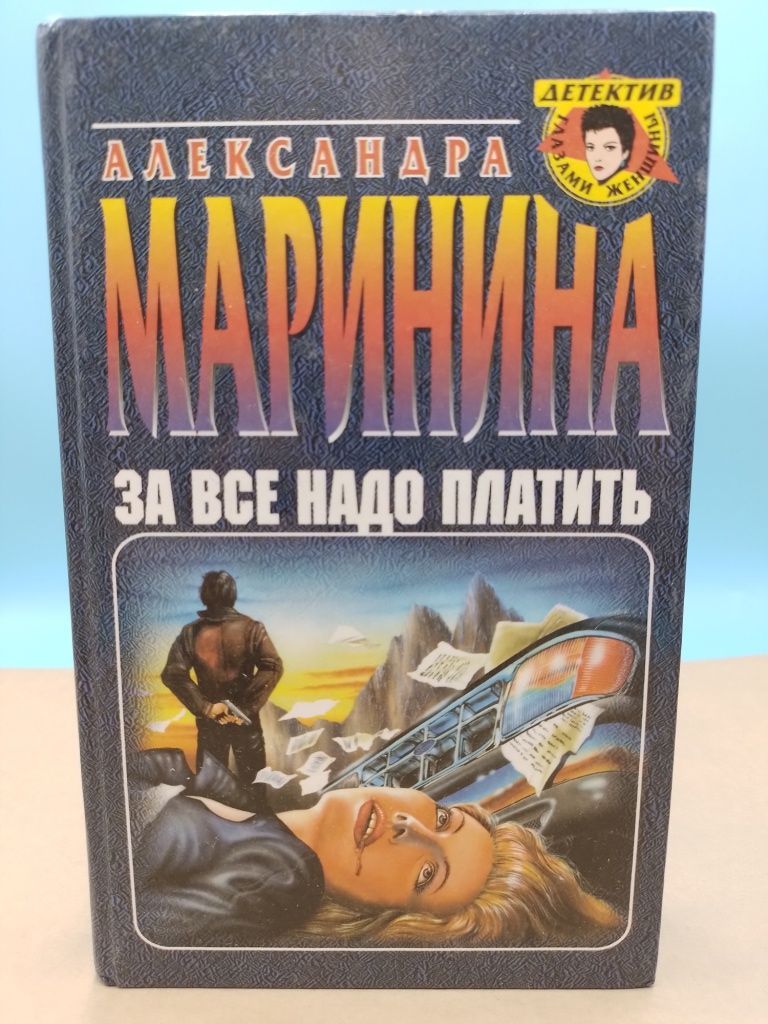 ДЕТЕКТИВ
ГЛАЗАМИ ЖЕНЩИНЫ
АЛЕКСАНДРА
МАРИНИНА
ЗА ВСЕ НАДО ПЛАТИТЬ